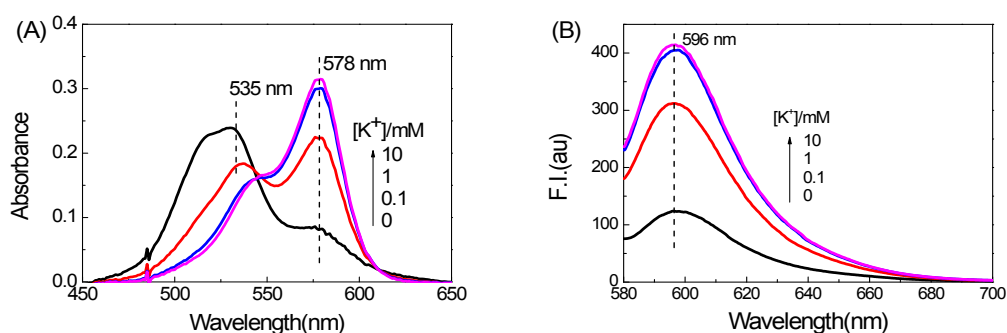 (A)
0.4
0.3
0.2
0.1
0.0
Absorbance
535 nm
578 nm
[K+]/mM
10
1
0.1
0
450 500 550 600 650
Wavelength(nm)
(B)
400
300
200
100
0
F.I.(au)
596 nm
[K+]/mM
10
1
0.1
0
580 600 620 640 660 680 700
Wavelength(nm)